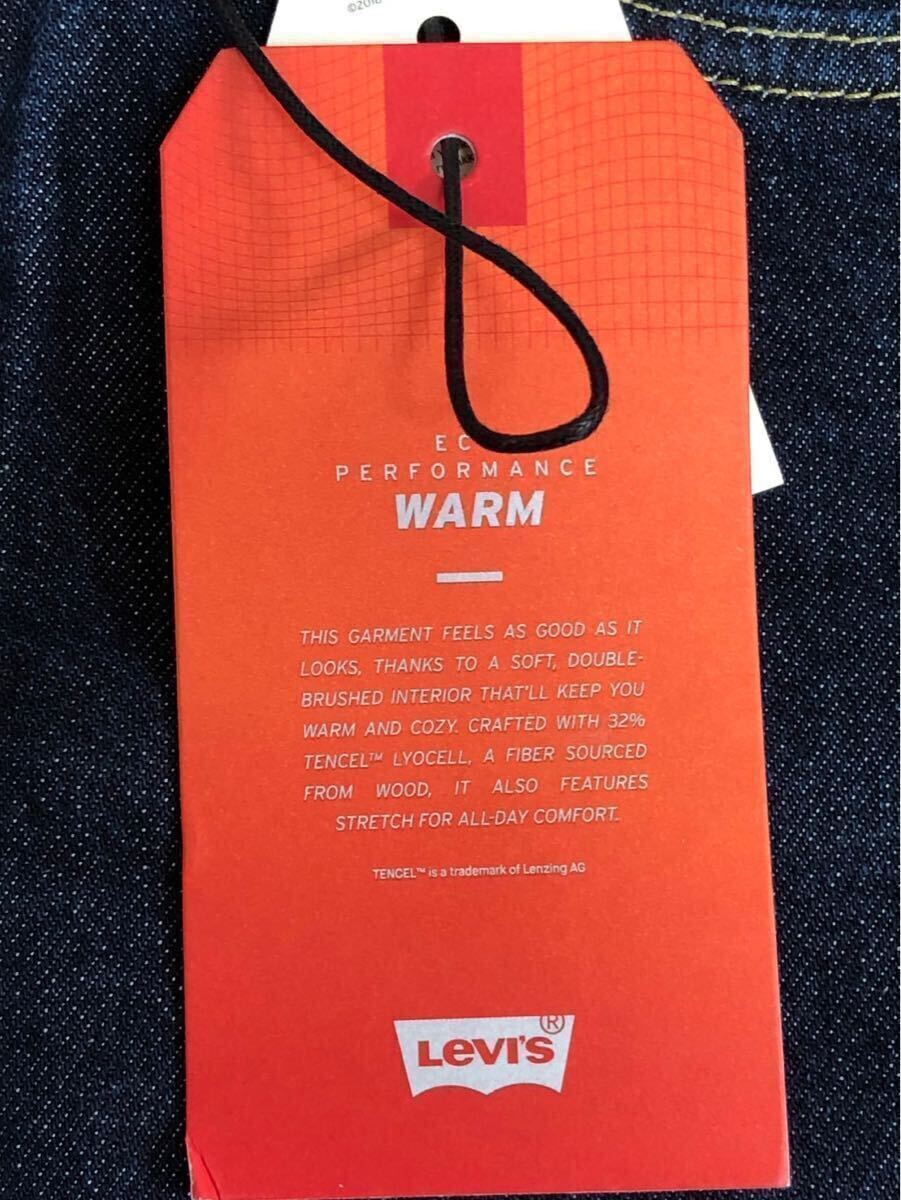 ©2018
EC
PERFORMANCE
WARM
THIS GARMENT FEELS AS GOOD AS IT
LOOKS, THANKS TO A SOFT, DOUBLE-
BRUSHED INTERIOR THAT'LL KEEP YOU
WARM AND COZY. CRAFTED WITH 32%
TENCEL™ LYOCELL, A FIBER SOURCED
FROM WOOD, IT ALSO FEATURES
STRETCH FOR ALL-DAY COMFORT.
TENCEL™ is a trademark of Lenzing AG
LEVI'S®